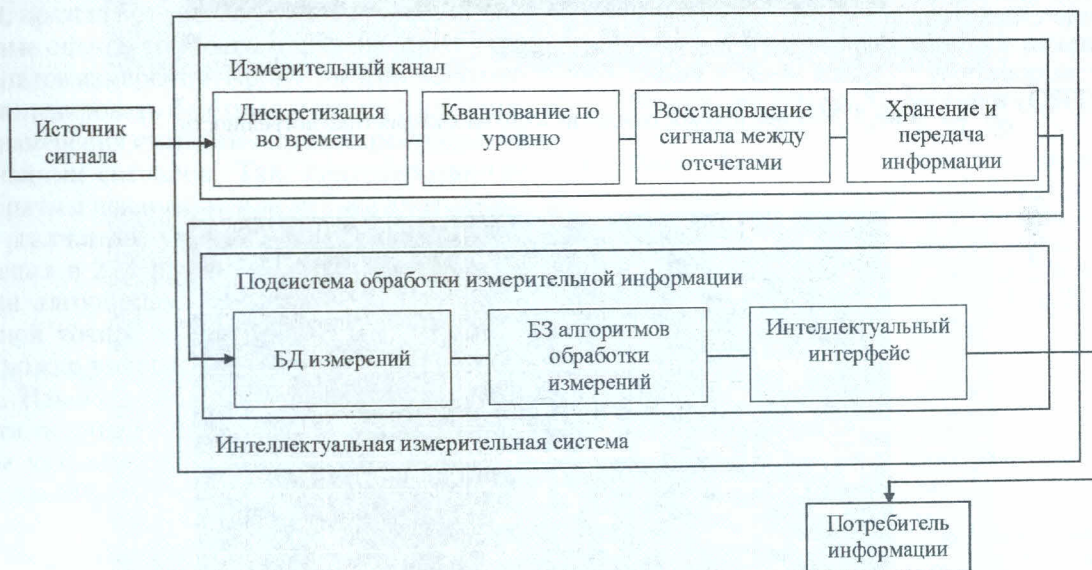 Измерительный канал
Источник
сигнала
Дискретизация
во времени
Квантование по
уровню
Восстановление
сигнала между
отсчетами
Хранение и
передача
информации
Подсистема обработки измерительной информации
БД измерений
БЗ алгоритмов
обработки
измерений
Интеллектуальный
интерфейс
Интеллектуальная измерительная система
Потребитель
информации